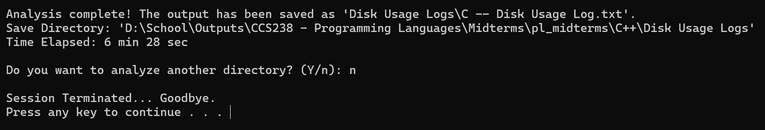 Analysis complete! The output has been saved as 'Disk Usage Logs\C -- Disk Usage Log.txt'.
Save Directory: 'D:\School\Outputs\CCS238 - Programming Languages\Midterms\pl_midterms\C++\Disk Usage Logs'
Time Elapsed: 6 min 28 sec
Do you want to analyze another directory? (Y/n): n
Session Terminated... Goodbye.
Press any key to continue . . .